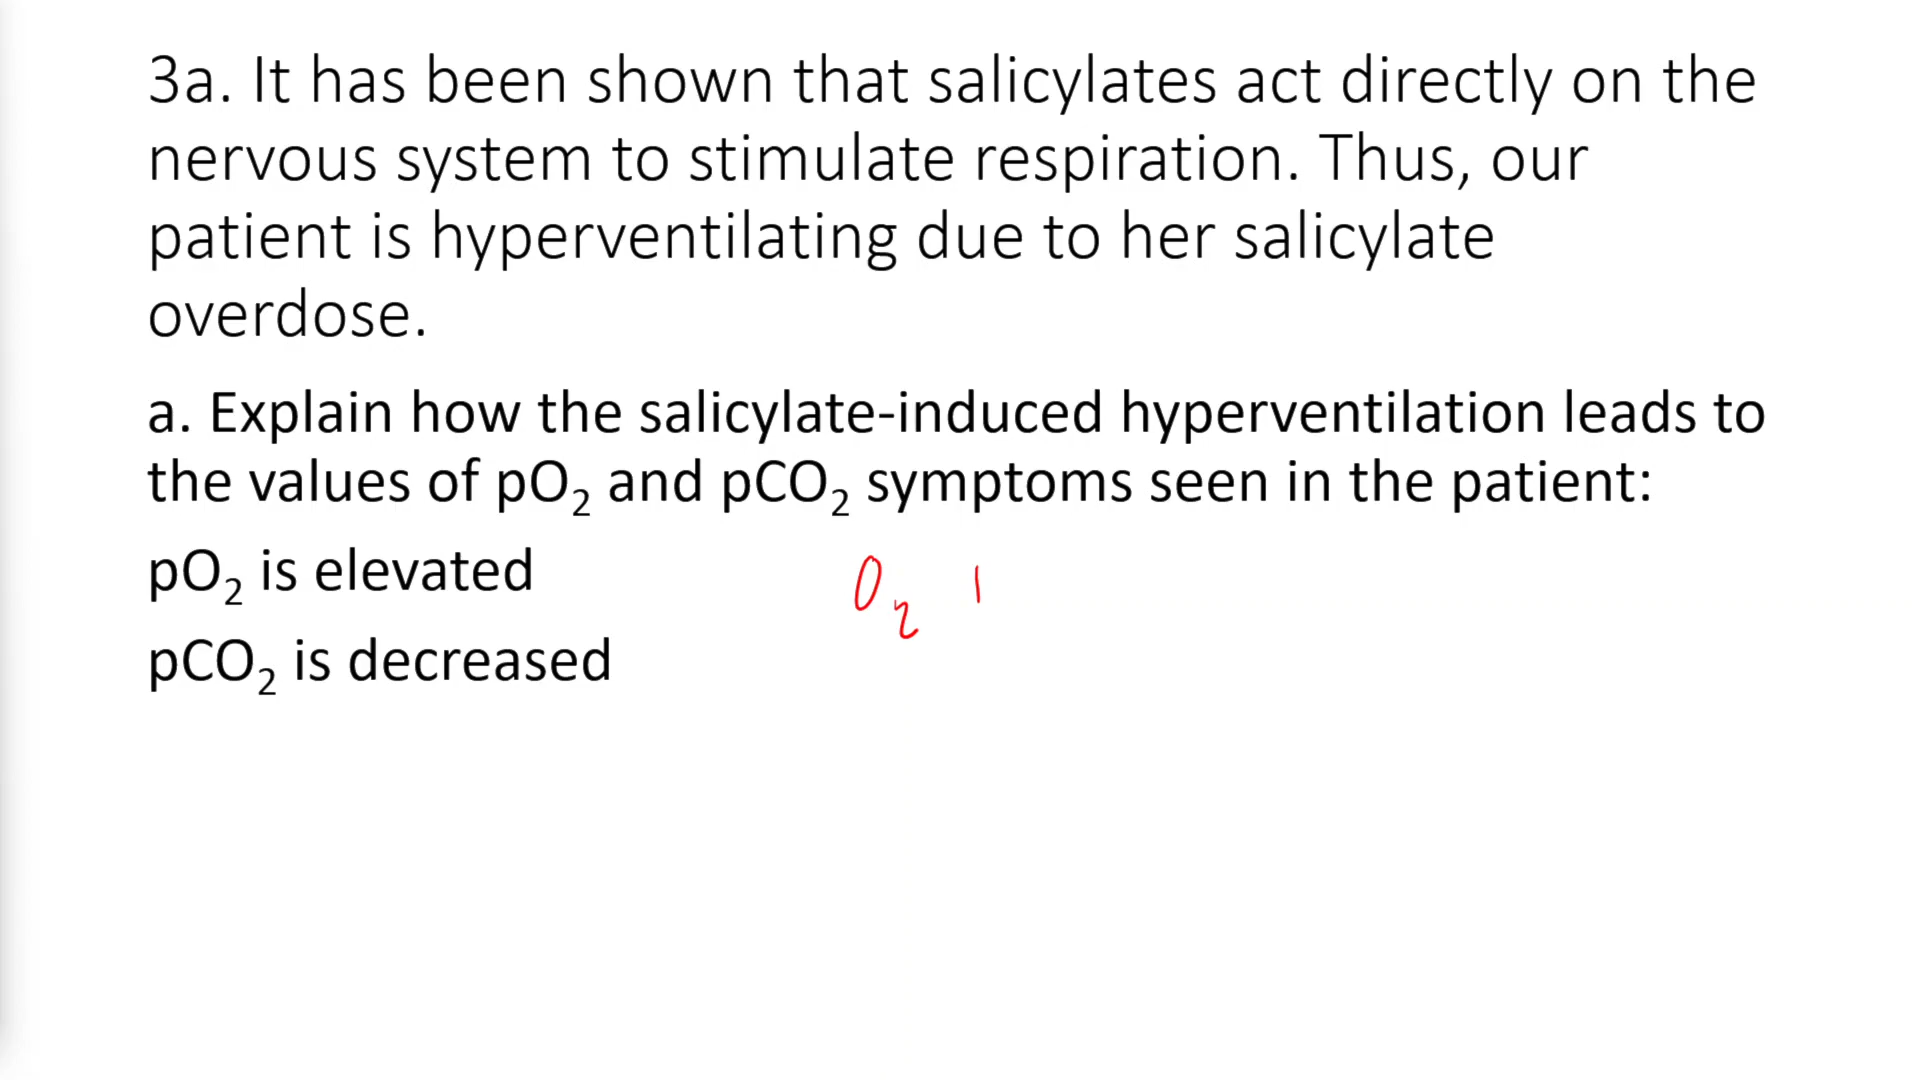 3a. It has been shown that salicylates act directly on the
nervous system to stimulate respiration. Thus, our
patient is hyperventilating due to her salicylate
overdose.
a. Explain how the salicylate-induced hyperventilation leads to
the values of pO₂ and pCO₂ symptoms seen in the patient:
pO₂ is elevated
O₂ I
pCO₂ is decreased